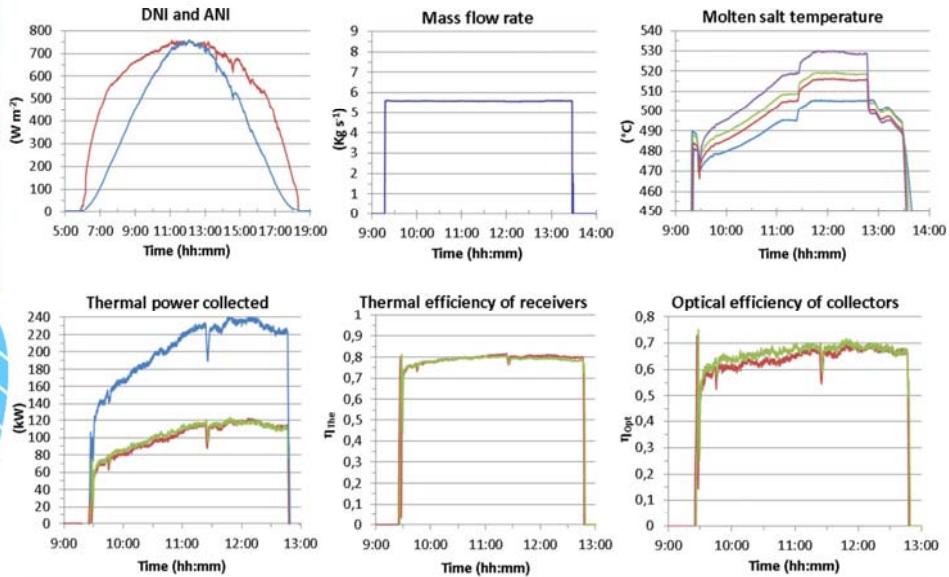 DNI and ANI
800
700
600
500
400
300
200
100
0
(W m⁻²)
5:00 7:00 9:00 11:00 13:00 15:00 17:00 19:00
Time (hh:mm)
Mass flow rate
9
8
7
6
5
4
3
2
1
0
(Kg s⁻¹)
9:00 10:00 11:00 12:00 13:00 14:00
Time (hh:mm)
Molten salt temperature
540
530
520
510
500
490
480
470
460
450
(°C)
9:00 10:00 11:00 12:00 13:00 14:00
Time (hh:mm)
Thermal power collected
240
220
200
180
160
140
120
100
80
60
40
20
0
(kW)
9:00 10:00 11:00 12:00 13:00
Time (hh:mm)
Thermal efficiency of receivers
1
0,9
0,8
0,7
0,6
0,5
0,4
0,3
0,2
0,1
0
ηThe
9:00 10:00 11:00 12:00 13:00
Time (hh:mm)
Optical efficiency of collectors
0,8
0,7
0,6
0,5
0,4
0,3
0,2
0,1
0
ηOpt
9:00 10:00 11:00 12:00 13:00
Time (hh:mm)